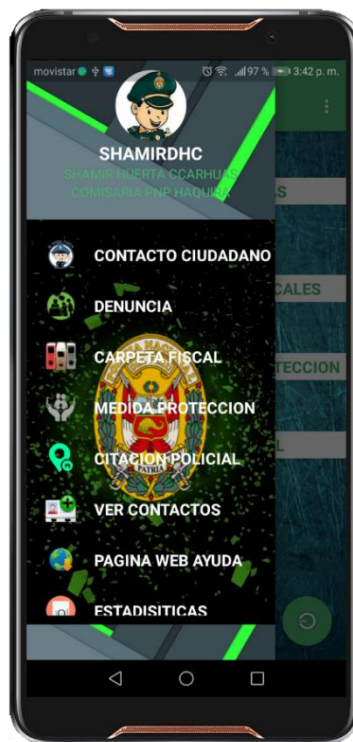 movistar 97 % 3:42 p. m.
SHAMIRDHC
SHAMIR HUERTA CCARHUAS
COMISARIA PNP HAQUIRA
S
CONTACTO CIUDADANO
DENUNCIA
CALES
CARPETA FISCAL
TECCION
MEDIDA PROTECCION
CITACION POLICIAL
L
VER CONTACTOS
PAGINA WEB AYUDA
ESTADISITICAS
PATRIA